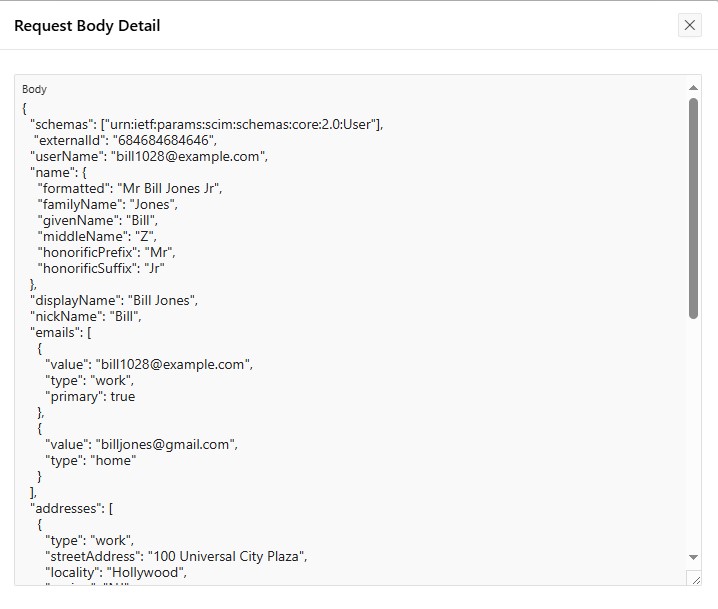 Request Body Detail
Body
{
"schemas": ["urn:ietf:params:scim:schemas:core:2.0:User"],
"externalId": "684684684646",
"userName": "bill1028@example.com",
"name": {
"formatted": "Mr Bill Jones Jr",
"familyName": "Jones",
"givenName": "Bill",
"middleName": "Z",
"honorificPrefix": "Mr",
"honorificSuffix": "Jr"
},
"displayName": "Bill Jones",
"nickName": "Bill",
"emails": [
{
"value": "bill1028@example.com",
"type": "work",
"primary": true
},
{
"value": "billjones@gmail.com",
"type": "home"
}
],
"addresses": [
{
"type": "work",
"streetAddress": "100 Universal City Plaza",
"locality": "Hollywood",